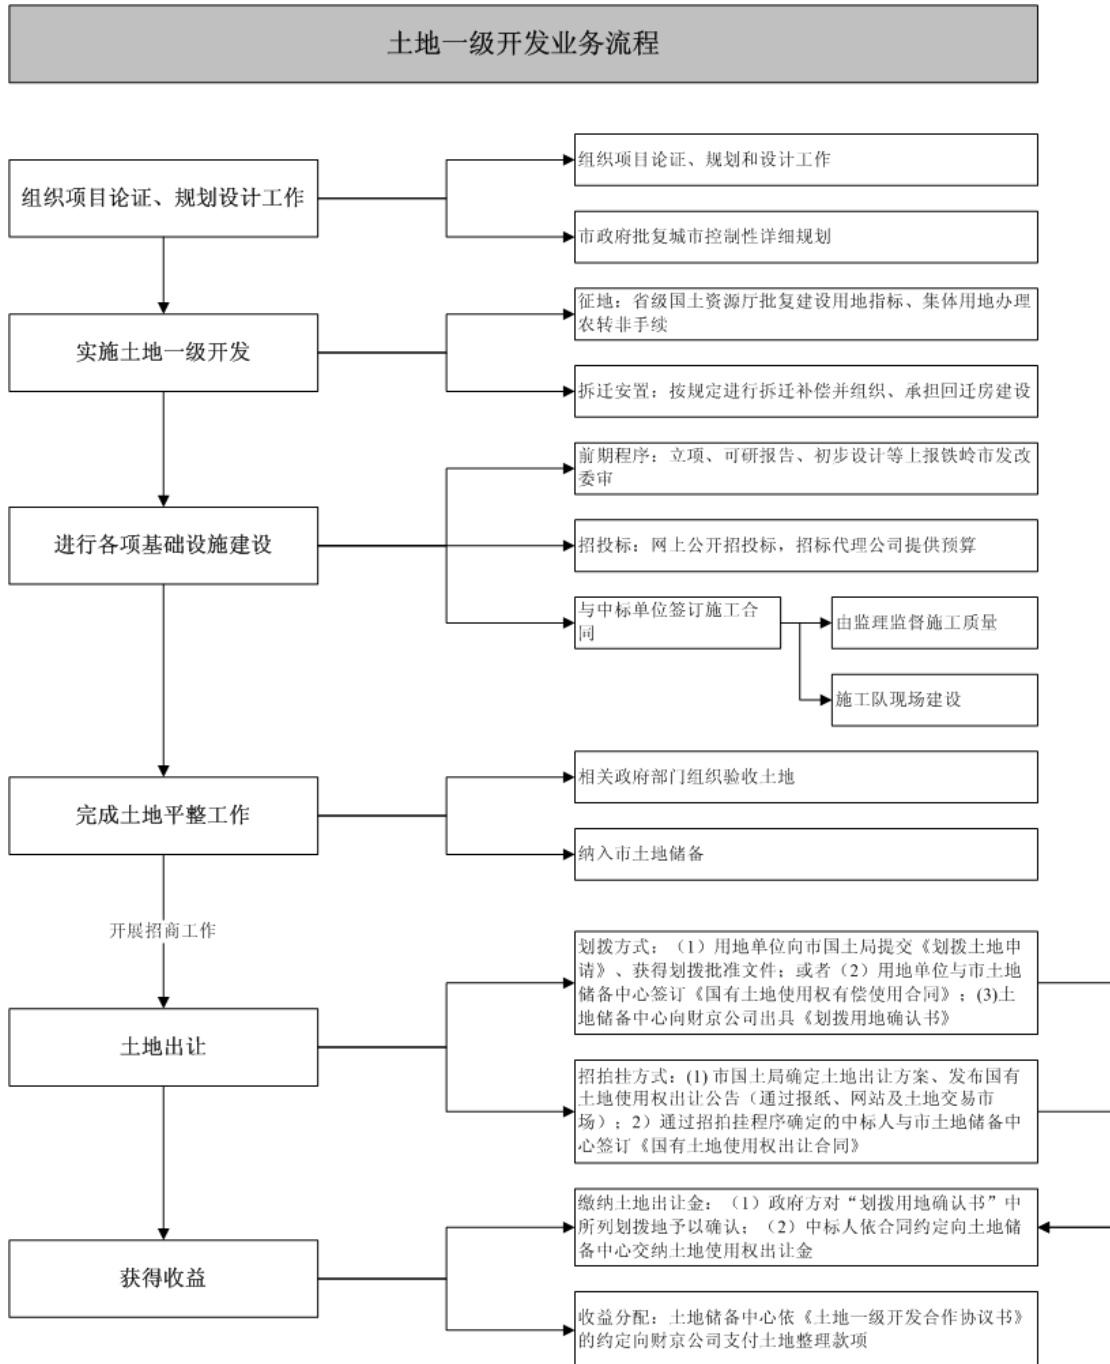 土地一级开发业务流程
组织项目论证、规划设计工作
组织项目论证、规划和设计工作
市政府批复城市控制性详细规划
实施土地一级开发
征地：省级国土资源厅批复建设用地指标、集体用地办理
农转非手续
拆迁安置：按规定进行拆迁补偿并组织、承担回迁房建设
进行各项基础设施建设
前期程序：立项、可研报告、初步设计等上报铁岭市发改
委审
招投标：网上公开招投标，招标代理公司提供预算
与中标单位签订施工合
同
由监理监督施工质量
施工队现场建设
完成土地平整工作
相关政府部门组织验收土地
纳入市土地储备
开展招商工作
土地出让
划拨方式：（1）用地单位向市国土局提交《划拨土地申
请》、获得划拨批准文件；或者（2）用地单位与市土地
储备中心签订《国有土地使用权有偿使用合同》；(3)土
地储备中心向财京公司出具《划拨用地确认书》
招拍挂方式：(1) 市国土局确定土地出让方案、发布国有
土地使用权出让公告（通过报纸、网站及土地交易市
场）；2）通过招拍挂程序确定的中标人与市土地储备中
心签订《国有土地使用权出让合同》
获得收益
缴纳土地出让金：（1）政府方对“划拨用地确认书”中
所列划拨地予以确认；（2）中标人依合同约定向土地储
备中心交纳土地使用权出让金
收益分配：土地储备中心依《土地一级开发合作协议书》
的约定向财京公司支付土地整理款项